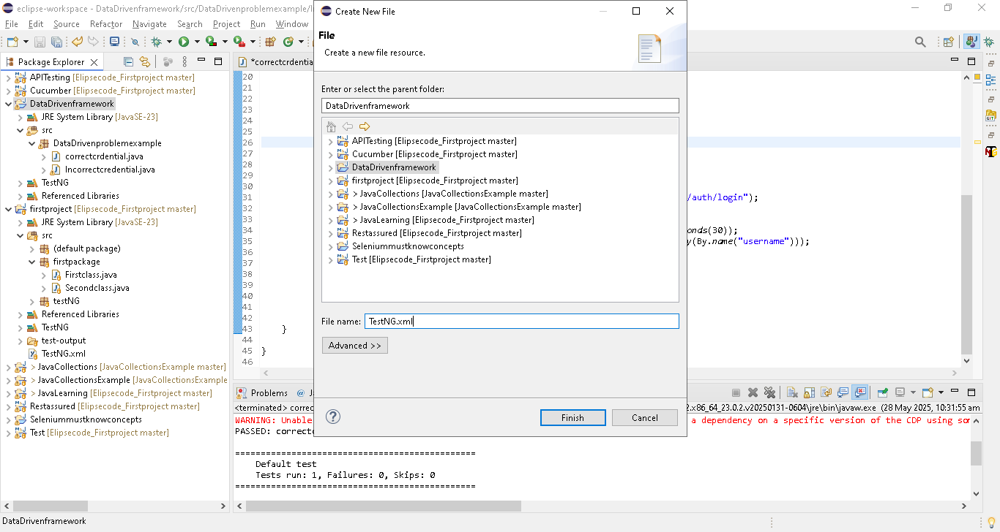 eclipse-workspace - DataDrivenframework/src/DataDrivenproblemexample/
File Edit Source Refactor Navigate Search Project Run Window
Package Explorer
APITesting [Elipsecode_Firstproject master]
Cucumber [Elipsecode_Firstproject master]
DataDrivenframework
JRE System Library [JavaSE-23]
src
DataDrivenproblemexample
correctcrdential.java
Incorrectcredential.java
TestNG
Referenced Libraries
firstproject [Elipsecode_Firstproject master]
JRE System Library [JavaSE-23]
src
(default package)
firstpackage
Firstclass.java
Secondclass.java
testNG
Referenced Libraries
TestNG
test-output
TestNG.xml
> JavaCollections [JavaCollectionsExample master]
> JavaCollectionsExample [JavaCollectionsExample
> JavaLearning [Elipsecode_Firstproject master]
Restassured [Elipsecode_Firstproject master]
Seleniummustknowconcepts
Test [Elipsecode_Firstproject master]
*correctcrdentia
20
21
22
23
24
25
26
27
28
29
30
31 /auth/login");
32
33
34 onds(30));
35 y(By.name("username")));
36
37
38
39
40
41
42
43 }
44
45 }
46
Create New File
File
Create a new file resource.
Enter or select the parent folder:
DataDrivenframework
APITesting [Elipsecode_Firstproject master]
Cucumber [Elipsecode_Firstproject master]
DataDrivenframework
firstproject [Elipsecode_Firstproject master]
> JavaCollections [JavaCollectionsExample master]
> JavaCollectionsExample [JavaCollectionsExample master]
> JavaLearning [Elipsecode_Firstproject master]
Restassured [Elipsecode_Firstproject master]
Seleniummustknowconcepts
Test [Elipsecode_Firstproject master]
File name: TestNG.xml
Advanced >>
Finish Cancel
Problems @ J
<terminated> correc 2.x86_64_23.0.2.v20250131-0604\jre\bin\javaw.exe (28 May 2025, 10:31:55 am
WARNING: Unable a dependency on a specific version of the CDP using som
PASSED: correctc
===============================================
Default test
Tests run: 1, Failures: 0, Skips: 0
===============================================
DataDrivenframework